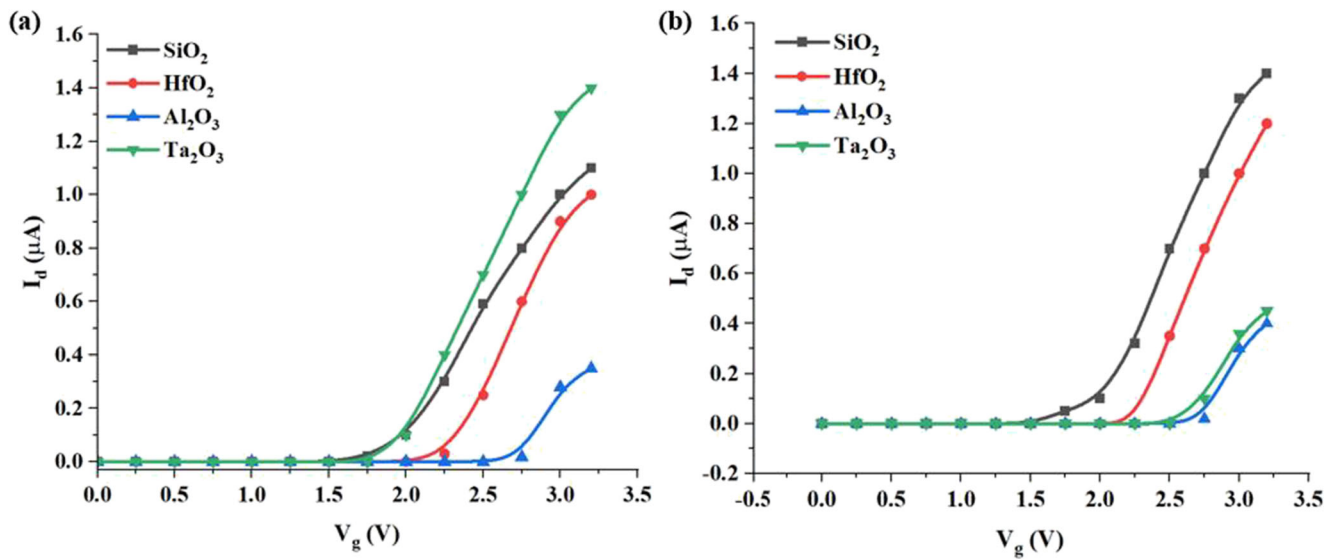 (a)
1.6
1.4
1.2
1.0
0.8
0.6
0.4
0.2
0.0
I_d (μA)
SiO₂
HfO₂
Al₂O₃
Ta₂O₃
0.0 0.5 1.0 1.5 2.0 2.5 3.0 3.5
V_g (V)
(b)
1.6
1.4
1.2
1.0
0.8
0.6
0.4
0.2
0.0
-0.2
I_d (μA)
SiO₂
HfO₂
Al₂O₃
Ta₂O₃
-0.5 0.0 0.5 1.0 1.5 2.0 2.5 3.0 3.5
V_g (V)